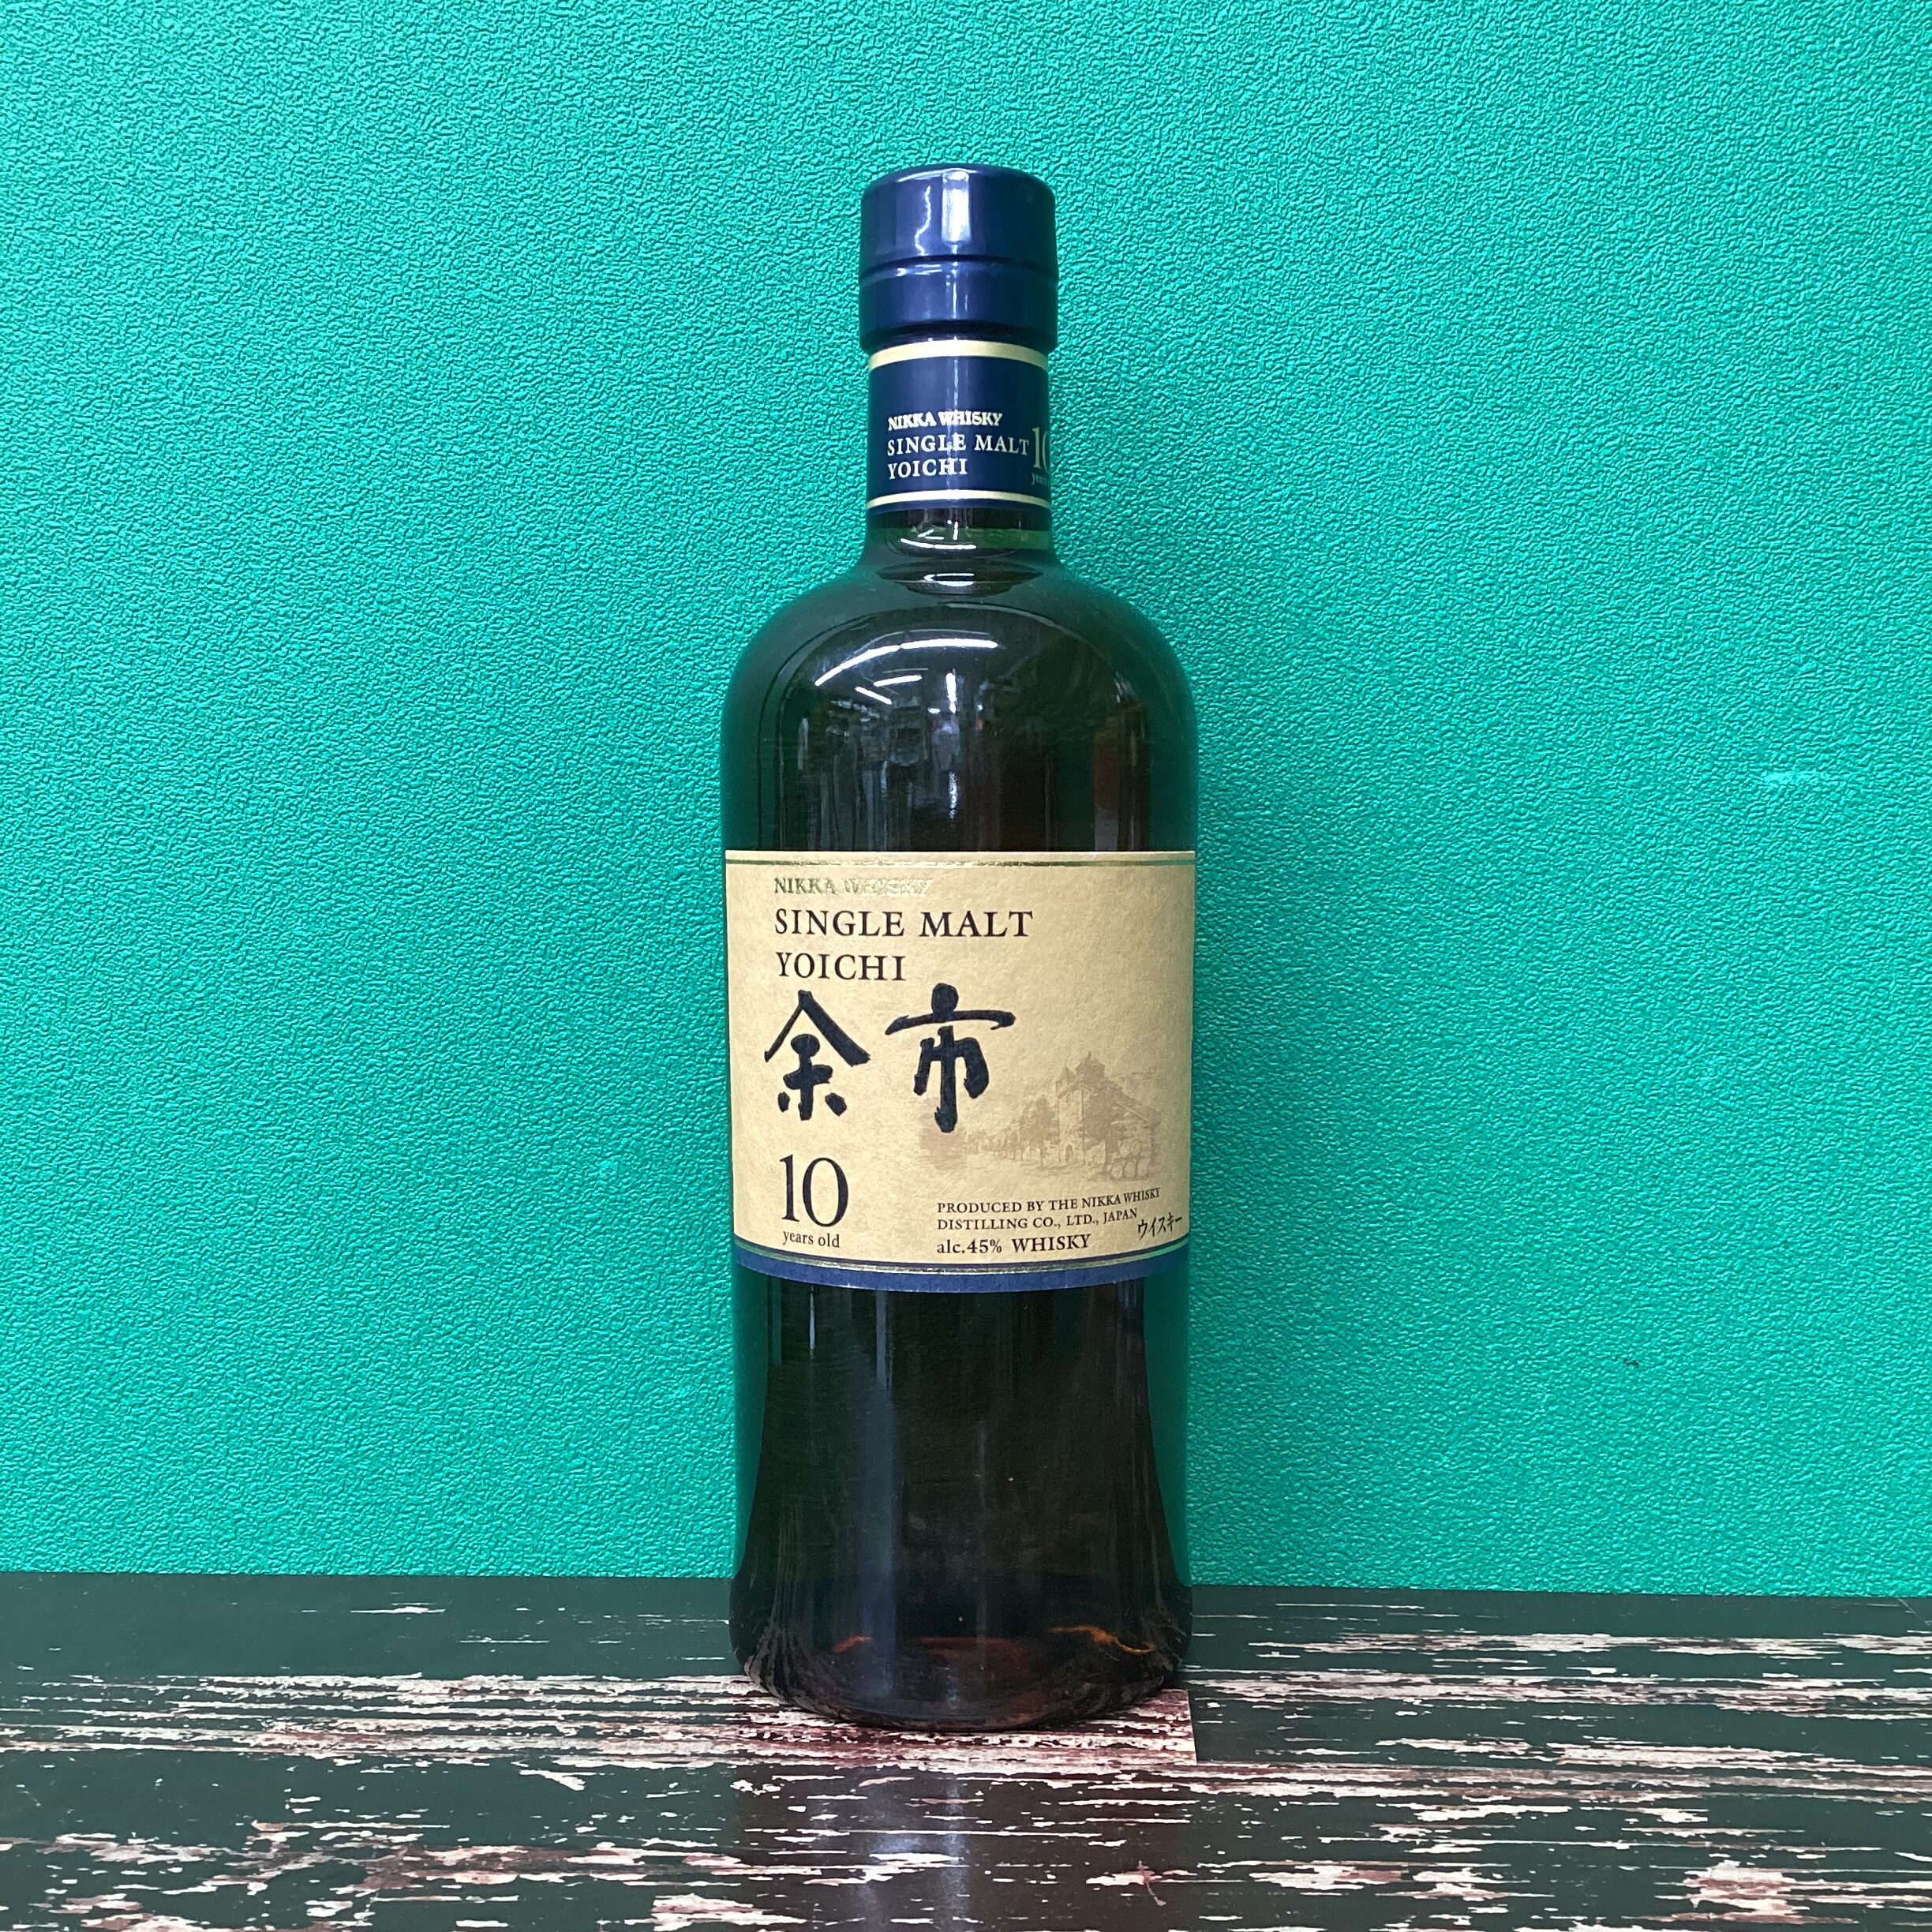 NIKKA WHISKY
SINGLE MALT 10
YOICHI
NIKKA WHISKY
SINGLE MALT
YOICHI
余市
10
years old
PRODUCED BY THE NIKKA WHISKY
DISTILLING CO., LTD., JAPAN
alc.45% WHISKY
ウイスキー